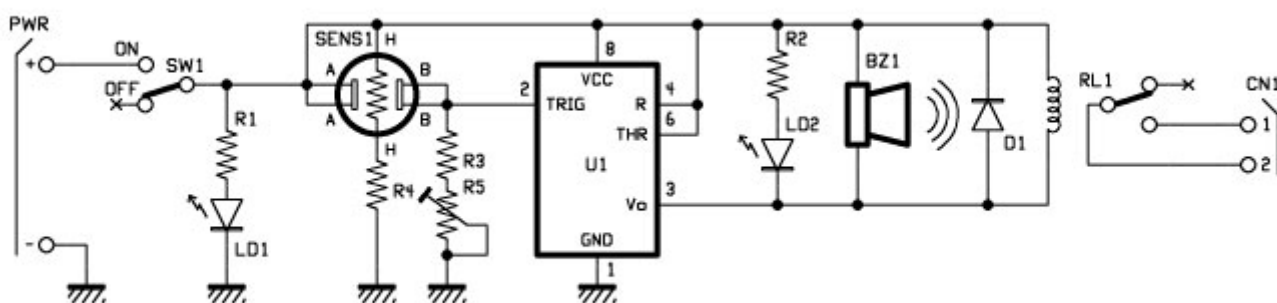 PWR
+
ON
OFF
SW1
-
R1
LD1
SENS1
H
A
B
A
B
H
R4
R3
R5
2
8
VCC
TRIG
R
4
THR
6
U1
Vo
3
GND
1
R2
LD2
BZ1
D1
RL1
CN1
1
2